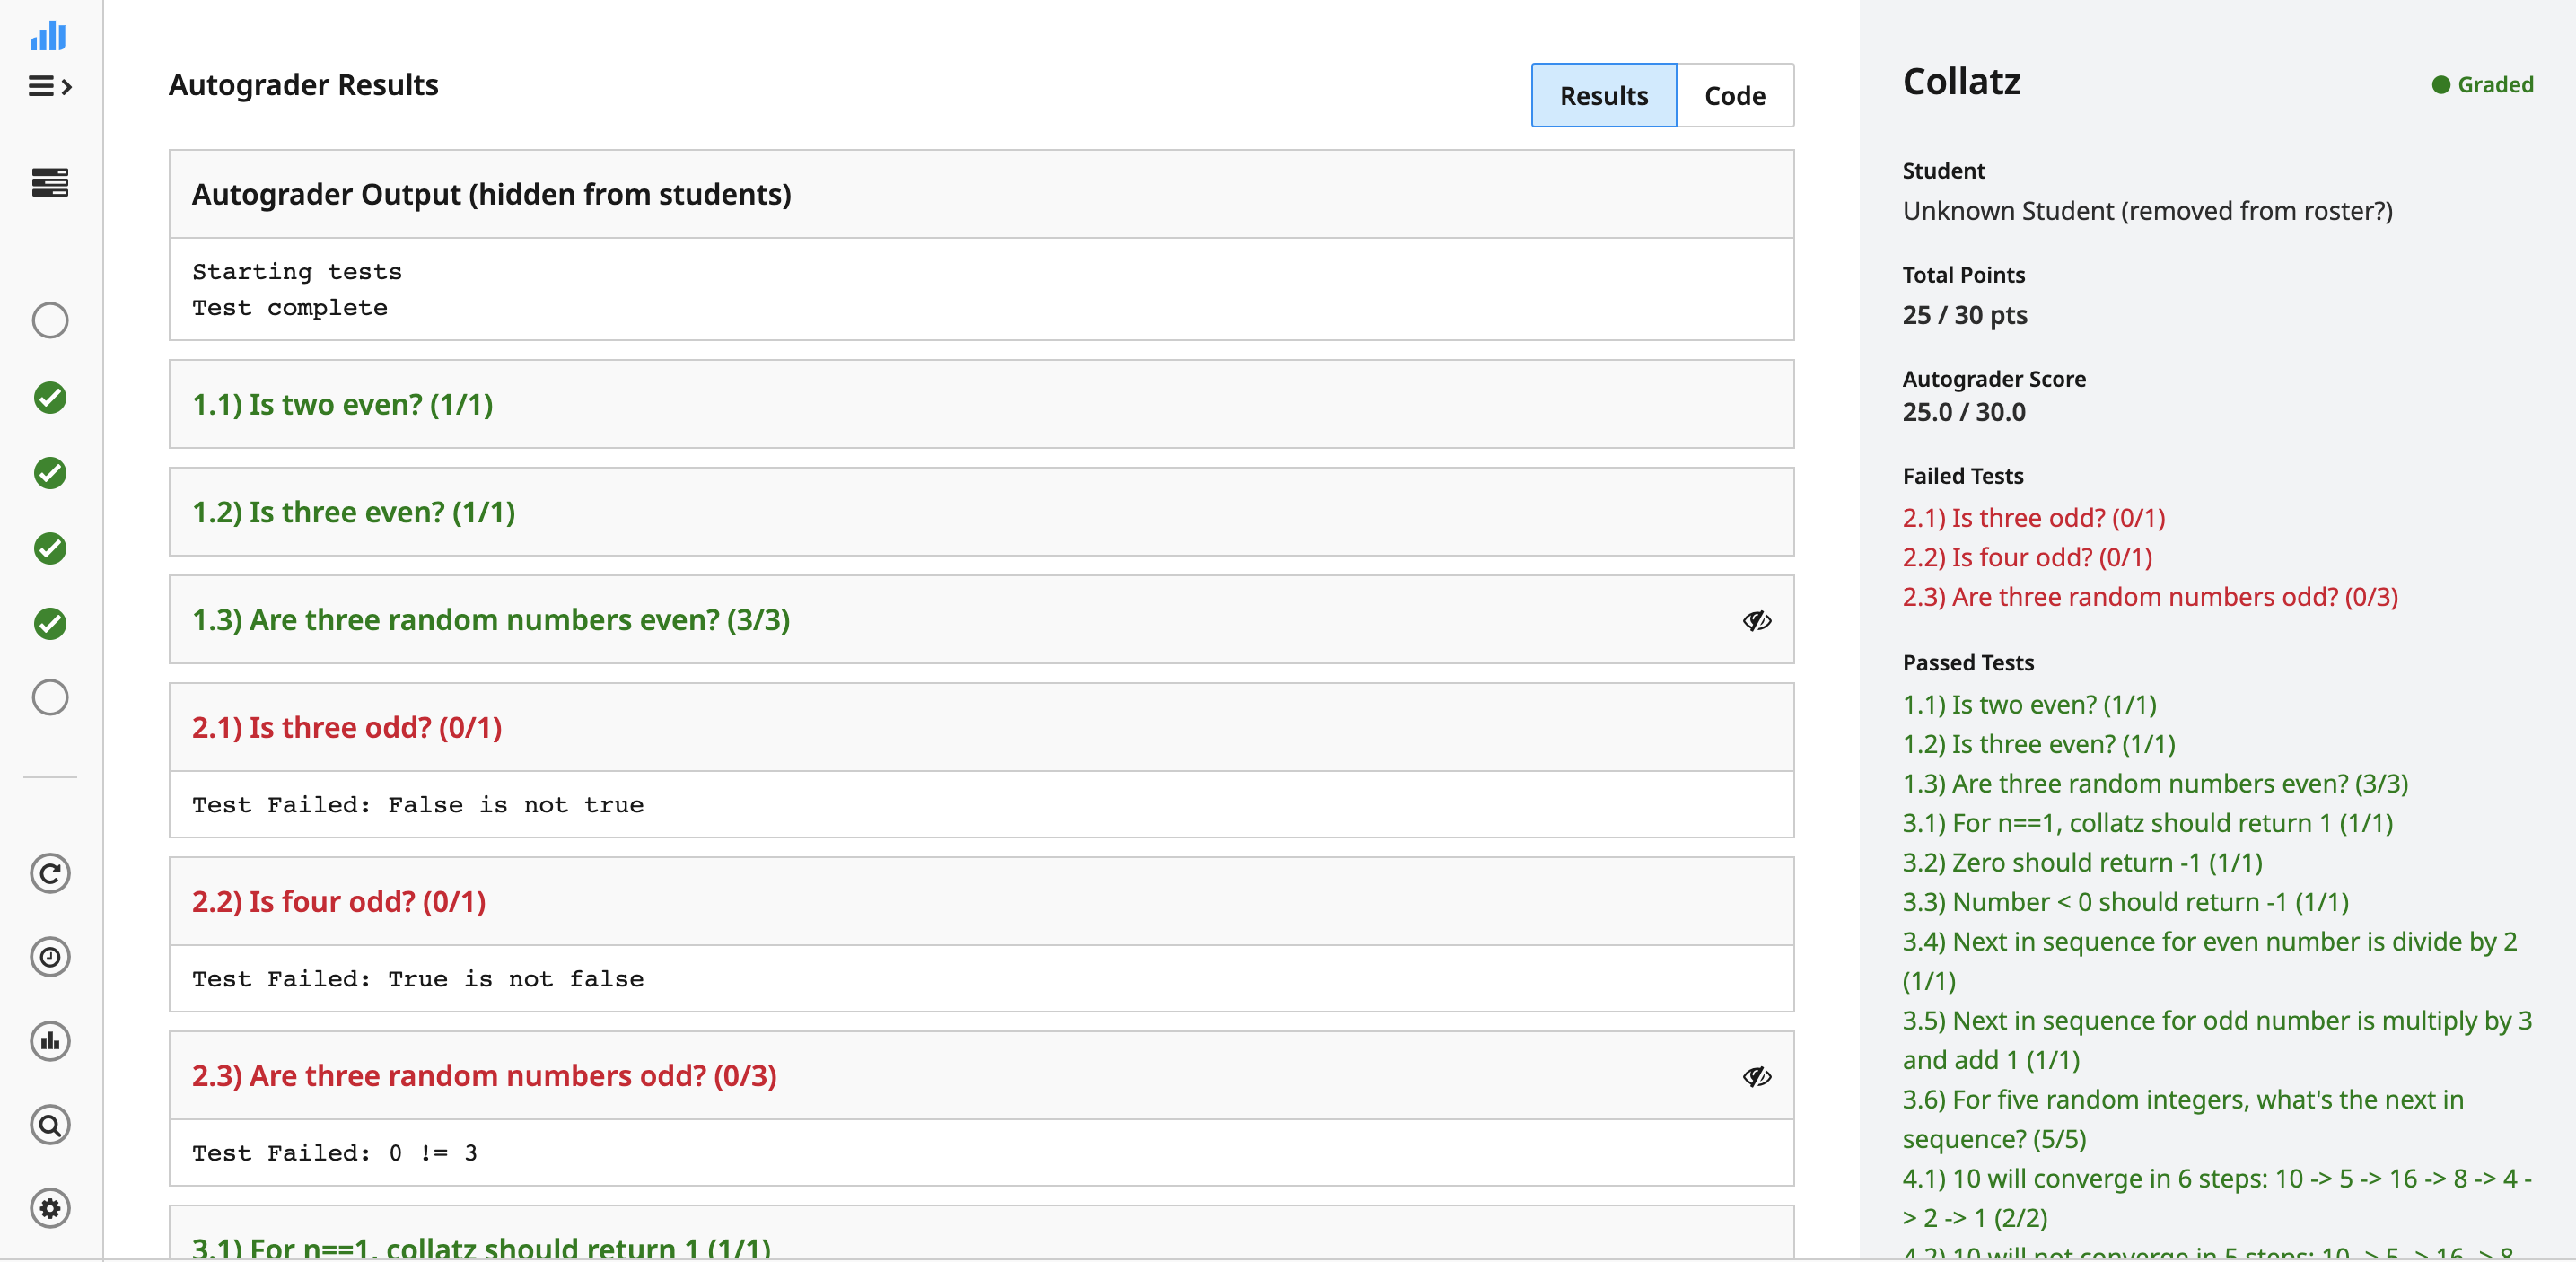 Autograder Results
Results
Code
Autograder Output (hidden from students)
Starting tests
Test complete
1.1) Is two even? (1/1)
1.2) Is three even? (1/1)
1.3) Are three random numbers even? (3/3)
2.1) Is three odd? (0/1)
Test Failed: False is not true
2.2) Is four odd? (0/1)
Test Failed: True is not false
2.3) Are three random numbers odd? (0/3)
Test Failed: 0 != 3
3.1) For n==1, collatz should return 1 (1/1)
Collatz
Graded
Student
Unknown Student (removed from roster?)
Total Points
25 / 30 pts
Autograder Score
25.0 / 30.0
Failed Tests
2.1) Is three odd? (0/1)
2.2) Is four odd? (0/1)
2.3) Are three random numbers odd? (0/3)
Passed Tests
1.1) Is two even? (1/1)
1.2) Is three even? (1/1)
1.3) Are three random numbers even? (3/3)
3.1) For n==1, collatz should return 1 (1/1)
3.2) Zero should return -1 (1/1)
3.3) Number < 0 should return -1 (1/1)
3.4) Next in sequence for even number is divide by 2
(1/1)
3.5) Next in sequence for odd number is multiply by 3
and add 1 (1/1)
3.6) For five random integers, what's the next in
sequence? (5/5)
4.1) 10 will converge in 6 steps: 10 -> 5 -> 16 -> 8 -> 4 -
> 2 -> 1 (2/2)
4.2) 10 will not converge in 5 steps: 10 -> 5 -> 16 -> 8